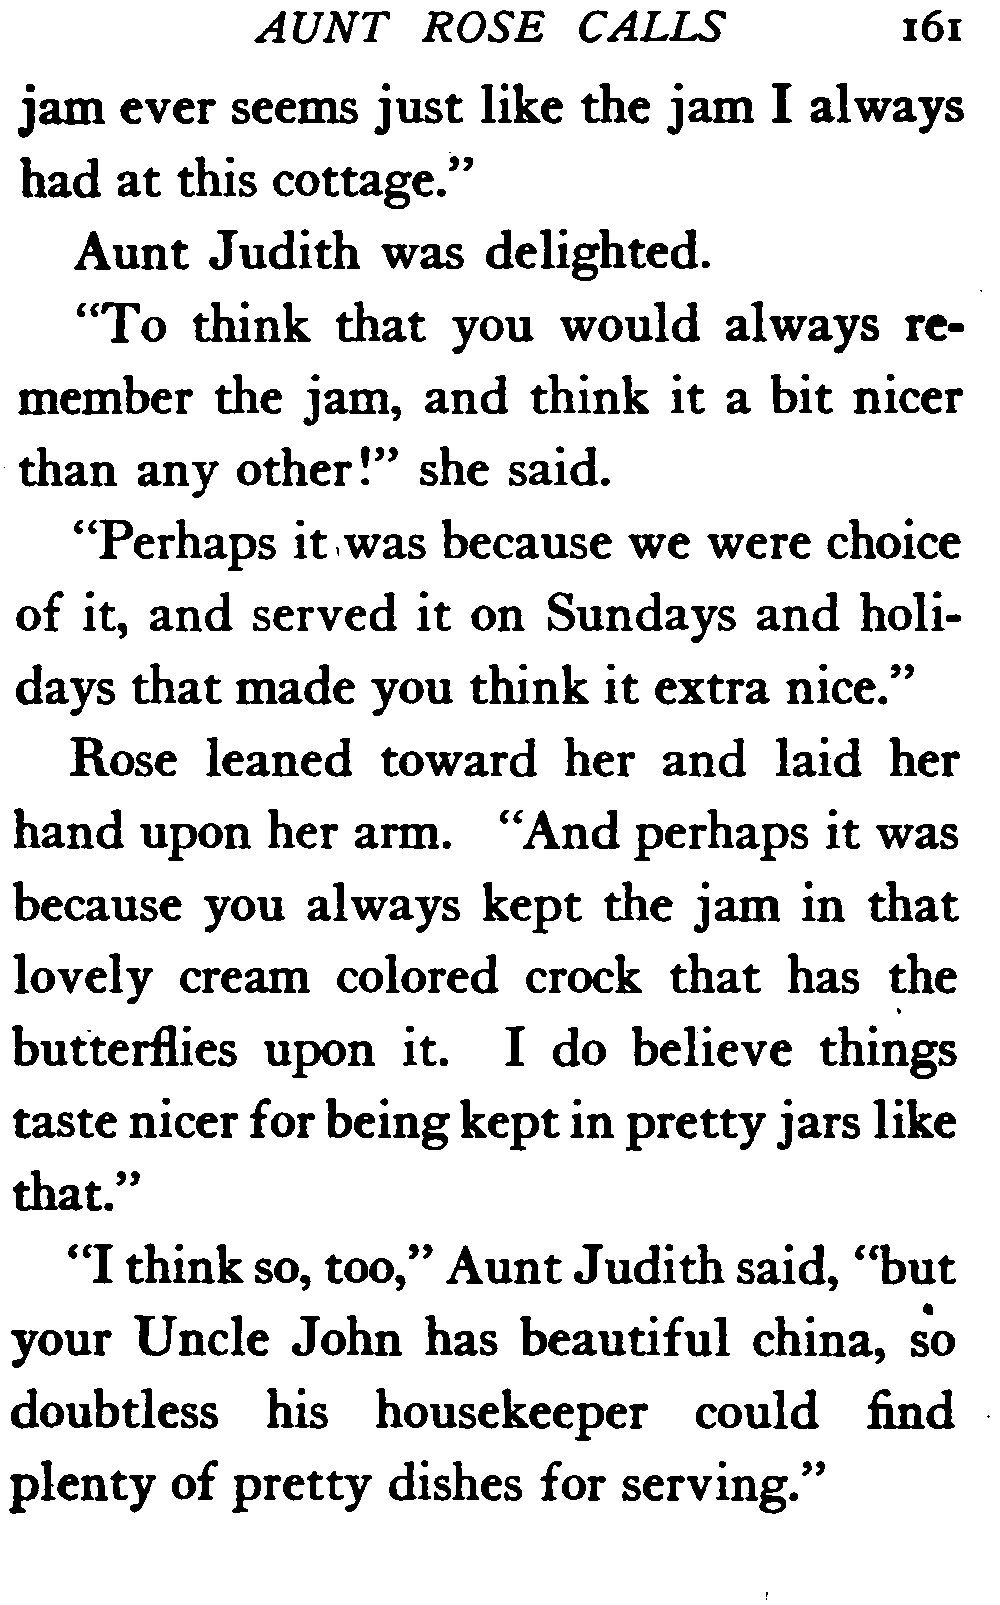 AUNT ROSE CALLS 161
jam ever seems just like the jam I always
had at this cottage.”
Aunt Judith was delighted.
“To think that you would always re-
member the jam, and think it a bit nicer
than any other!” she said.
“Perhaps it was because we were choice
of it, and served it on Sundays and holi-
days that made you think it extra nice.”
Rose leaned toward her and laid her
hand upon her arm. “And perhaps it was
because you always kept the jam in that
lovely cream colored crock that has the
butterflies upon it. I do believe things
taste nicer for being kept in pretty jars like
that.”
“I think so, too,” Aunt Judith said, “but
your Uncle John has beautiful china, so
doubtless his housekeeper could find
plenty of pretty dishes for serving.”